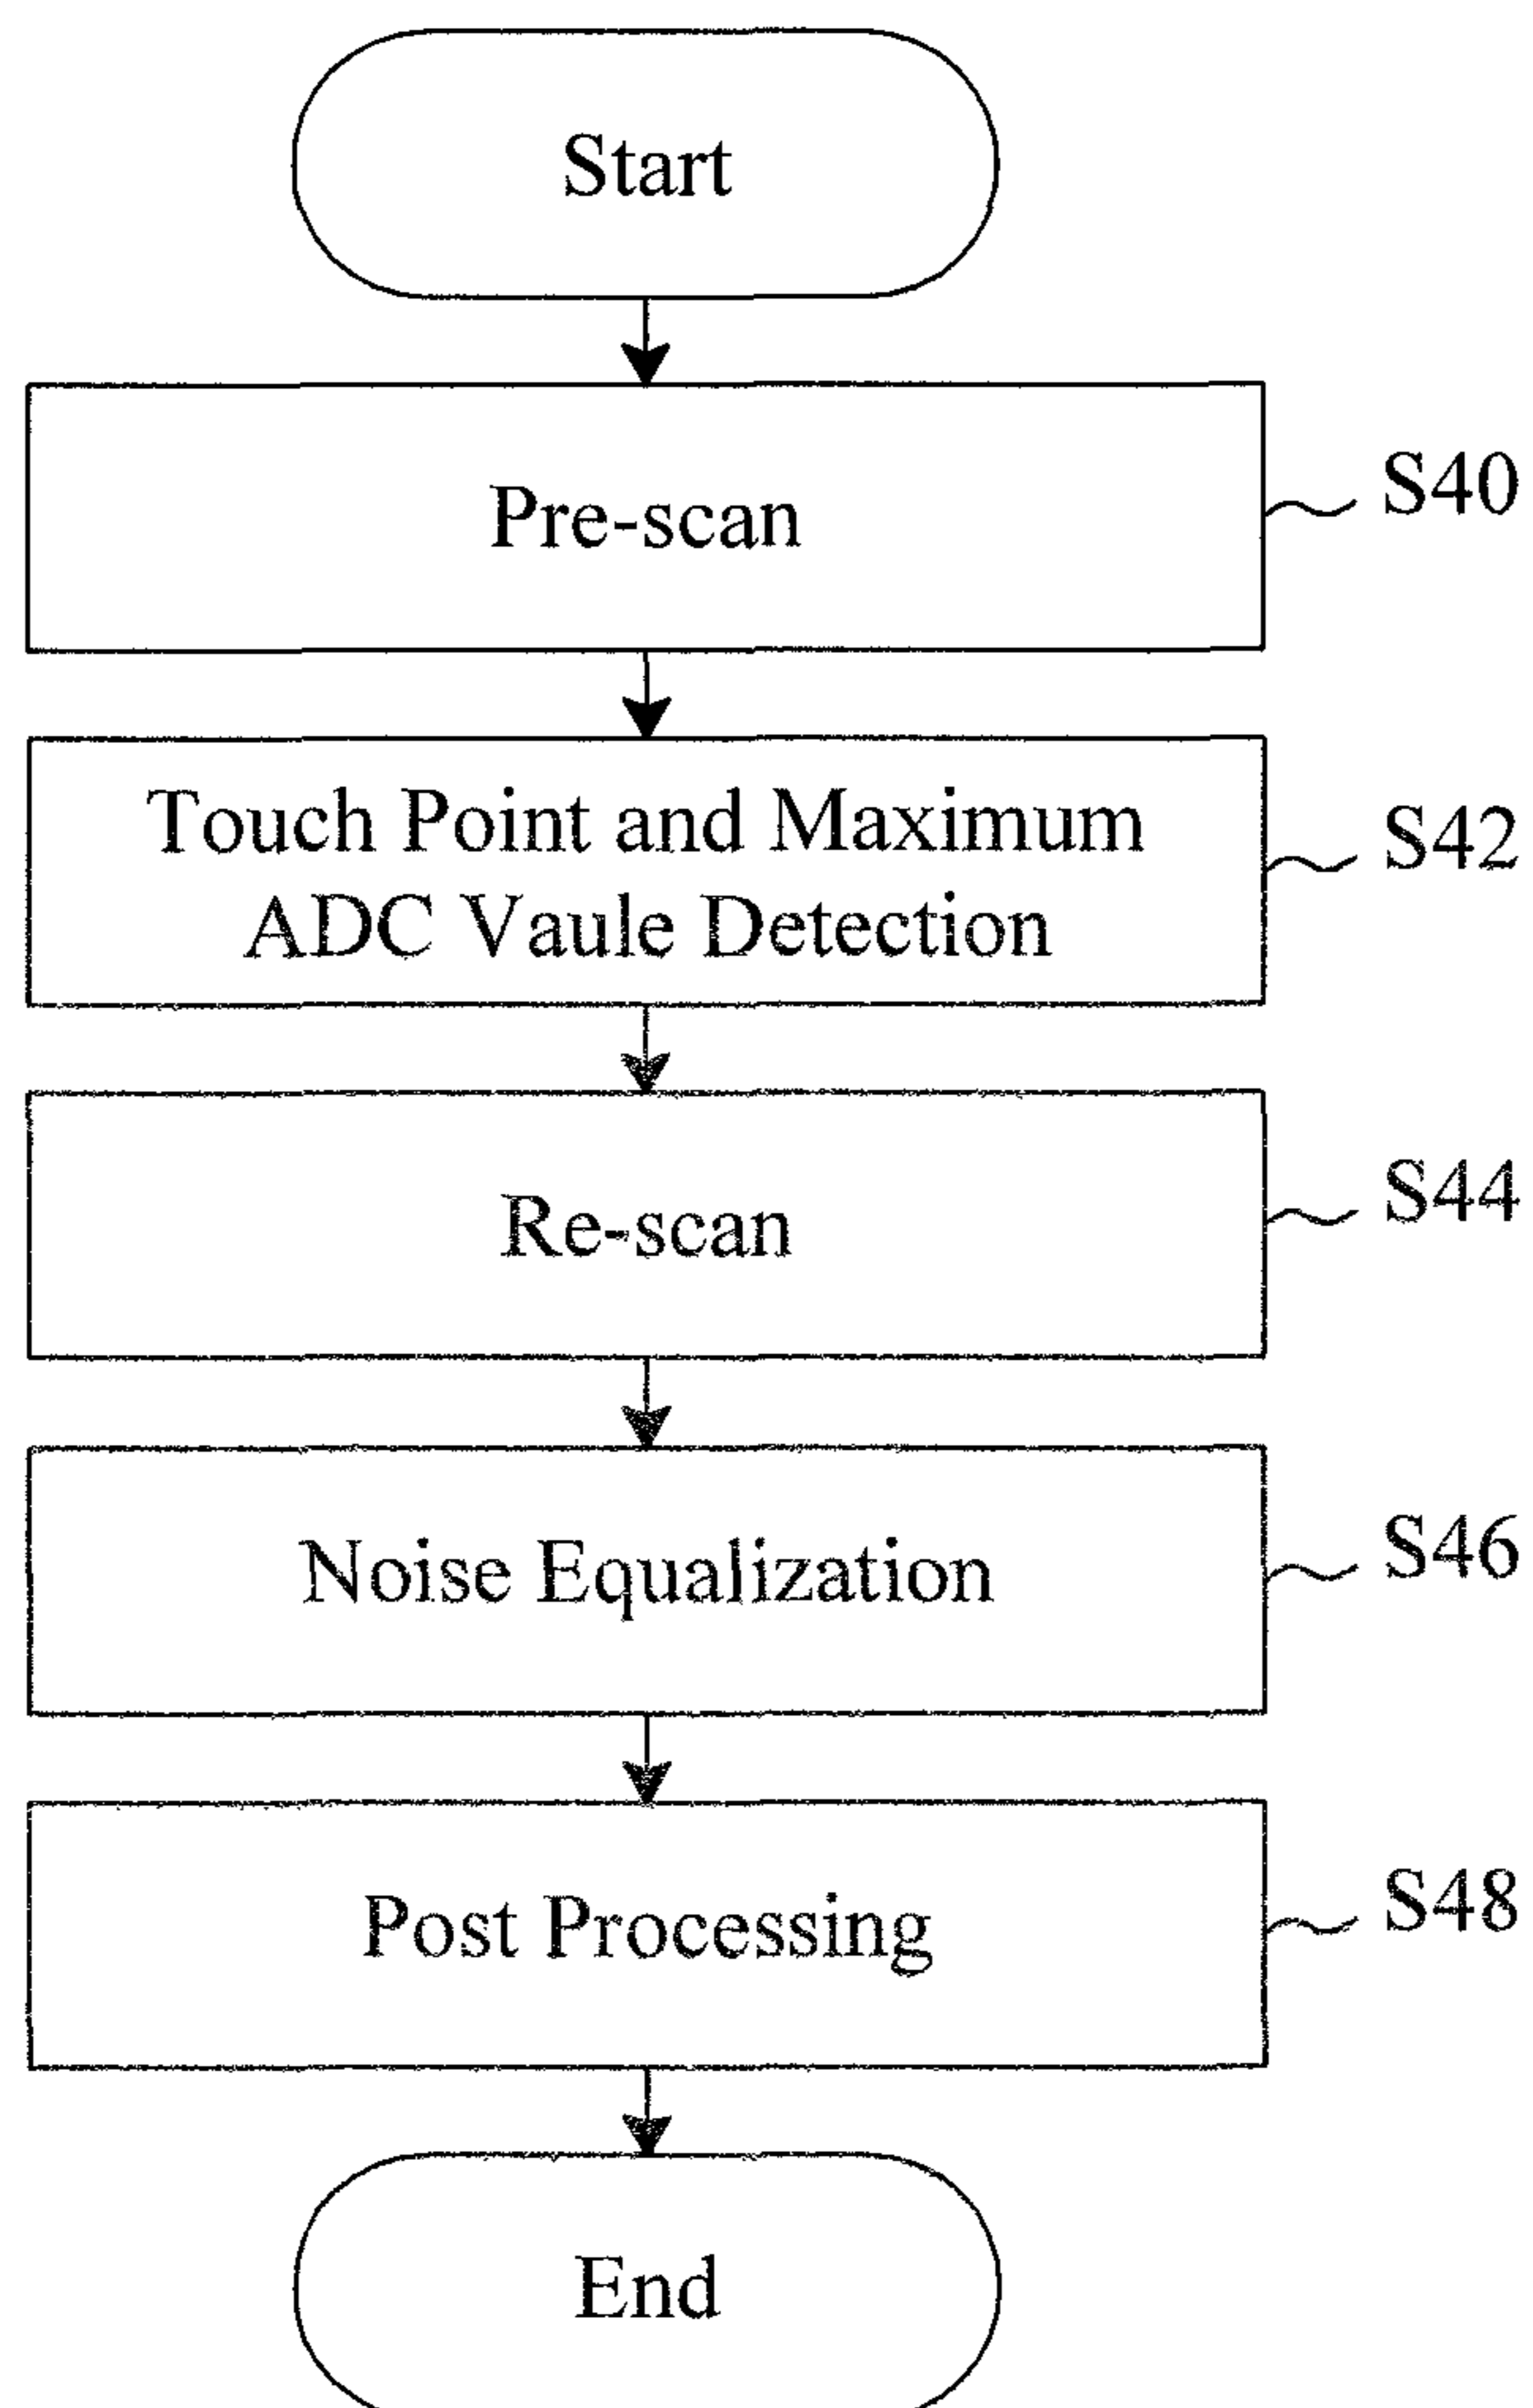 Start
Pre-scan
S40
Touch Point and Maximum
ADC Vaule Detection
S42
Re-scan
S44
Noise Equalization
S46
Post Processing
S48
End